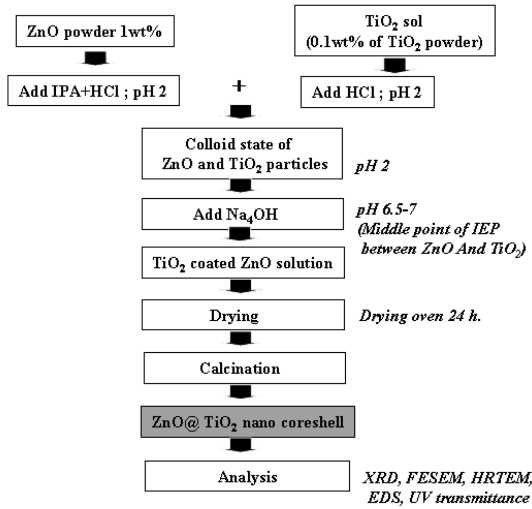 ZnO powder 1wt%
TiO₂ sol
(0.1wt% of TiO₂ powder)
Add IPA+HCl ; pH 2
+
Add HCl ; pH 2
Colloid state of
ZnO and TiO₂ particles
pH 2
Add Na₄OH
pH 6.5-7
(Middle point of IEP
between ZnO And TiO₂)
TiO₂ coated ZnO solution
Drying
Drying oven 24 h.
Calcination
ZnO@ TiO₂ nano coreshell
Analysis
XRD, FESEM, HRTEM,
EDS, UV transmittance